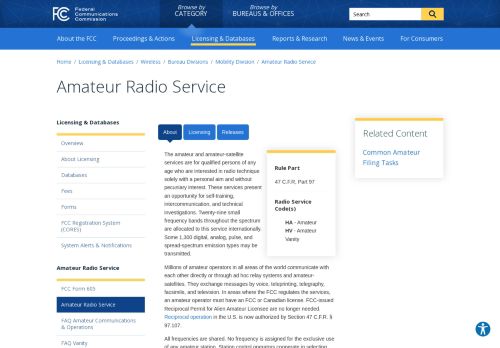 FCC
Federal
Communications
Commission
Browse by
CATEGORY
Browse by
BUREAUS & OFFICES
Search
About the FCC
Proceedings & Actions
Licensing & Databases
Reports & Research
News & Events
For Consumers
Home / Licensing & Databases / Wireless / Bureau Divisions / Mobility Division / Amateur Radio Service
Amateur Radio Service
Licensing & Databases
Overview
About Licensing
Databases
Fees
Forms
FCC Registration System
(CORES)
System Alerts & Notifications
Amateur Radio Service
FCC Form 605
Amateur Radio Service
FAQ Amateur Communications
& Operations
FAQ Vanity
About
Licensing
Releases
The amateur and amateur-satellite
services are for qualified persons of any
age who are interested in radio technique
solely with a personal aim and without
pecuniary interest. These services present
an opportunity for self-training,
intercommunication, and technical
investigations. Twenty-nine small
frequency bands throughout the spectrum
are allocated to this service internationally.
Some 1,300 digital, analog, pulse, and
spread-spectrum emission types may be
transmitted.
Rule Part
47 C.F.R, Part 97
Radio Service
Code(s)
HA - Amateur
HV - Amateur
Vanity
Millions of amateur operators in all areas of the world communicate with
each other directly or through ad hoc relay systems and amateur-
satellites. They exchange messages by voice, teleprinting, telegraphy,
facsimile, and television. In areas where the FCC regulates the services,
an amateur operator must have an FCC or Canadian license. FCC-issued
Reciprocal Permit for Alien Amateur Licensee are no longer needed.
Reciprocal operation in the U.S. is now authorized by Section 47 C.F.R. §
97.107.
All frequencies are shared. No frequency is assigned for the exclusive use
of any amateur station. Station control operators cooperate in selecting
Related Content
Common Amateur
Filing Tasks